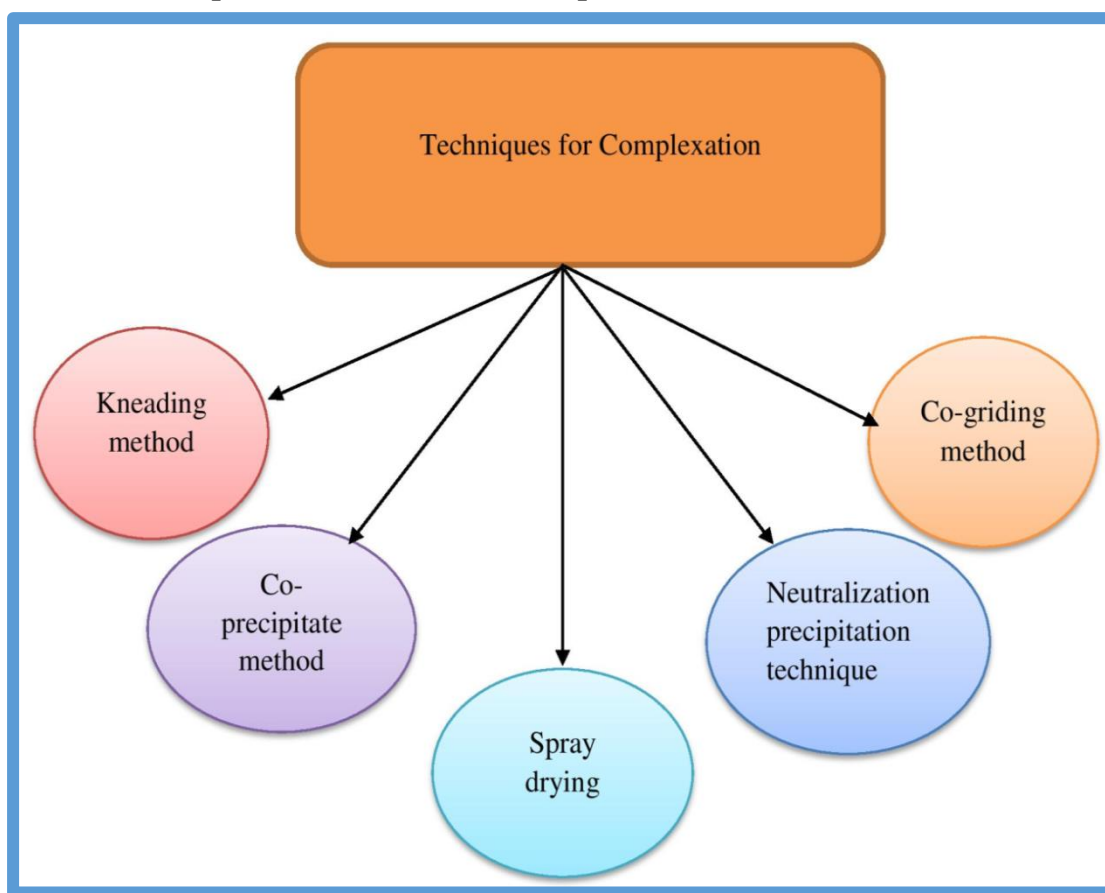 Techniques for Complexation
Kneading
method
Co-griding
method
Co-
precipitate
method
Neutralization
precipitation
technique
Spray
drying